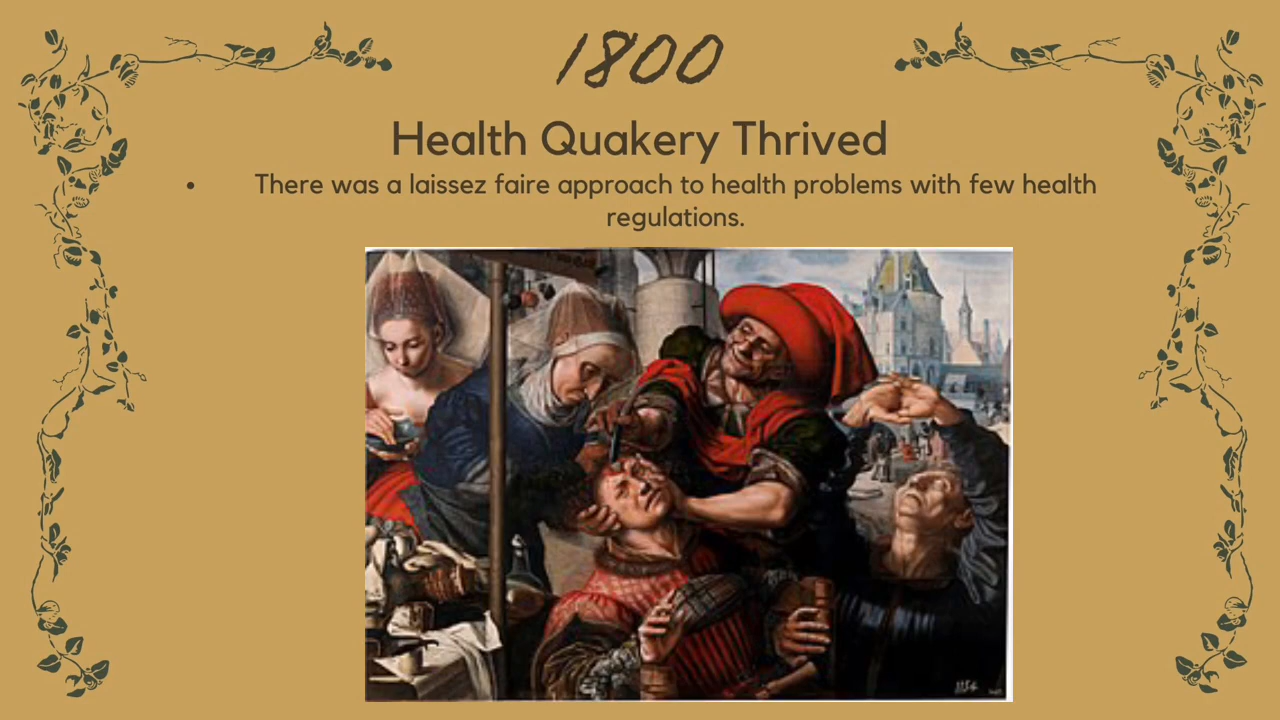 1800
Health Quakery Thrived
• There was a laissez faire approach to health problems with few health
regulations.